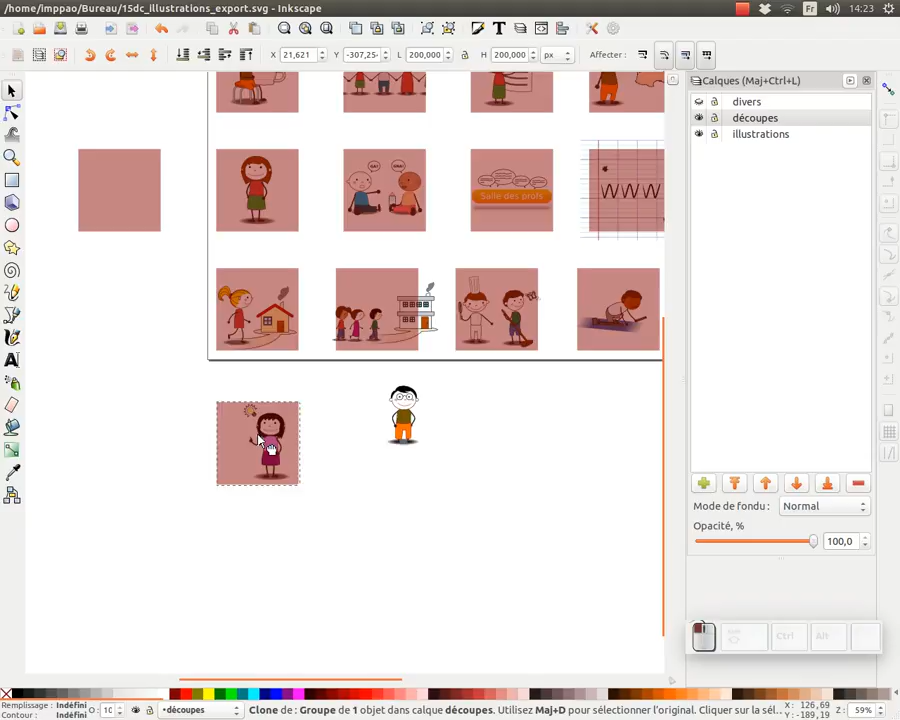 /home/imppao/Bureau/15dc_illustrations_export.svg - Inkscape
Fr
14:23
X 21,621
Y -307,25
L 200,000
H 200,000
px
Affecter :
Calques (Maj+Ctrl+L)
divers
découpes
illustrations
Salle des profs
Mode de fondu :
Normal
Opacité, %
100,0
Ctrl
Alt
Remplissage : Indéfini
Contour : Indéfini
O:
•découpes
Clone de : Groupe de 1 objet dans calque découpes. Utilisez Maj+D pour sélectionner l'original. Cliquer sur la sél...
X: 126,69
Y: -189,19
Z: 59%